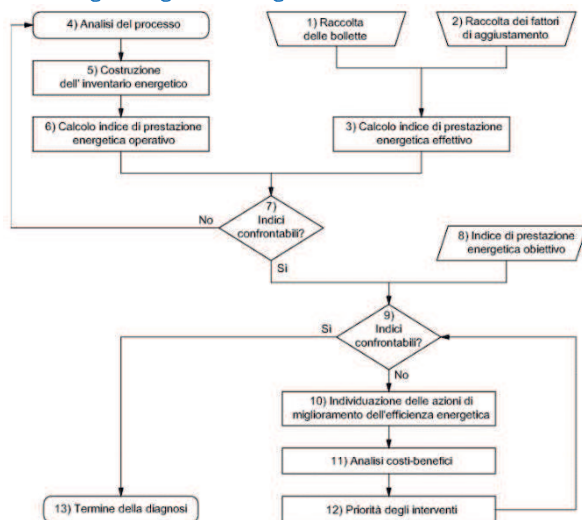 4) Analisi del processo
1) Raccolta
delle bollette
2) Raccolta dei fattori
di aggiustamento
5) Costruzione
dell' inventario energetico
6) Calcolo indice di prestazione
energetica operativo
3) Calcolo indice di prestazione
energetica effettivo
7)
Indici
confrontabili?
No
Sì
8) Indice di prestazione
energetica obiettivo
9)
Indici
confrontabili?
Sì
No
10) Individuazione delle azioni di
miglioramento dell'efficienza energetica
11) Analisi costi-benefici
12) Priorità degli interventi
13) Termine della diagnosi